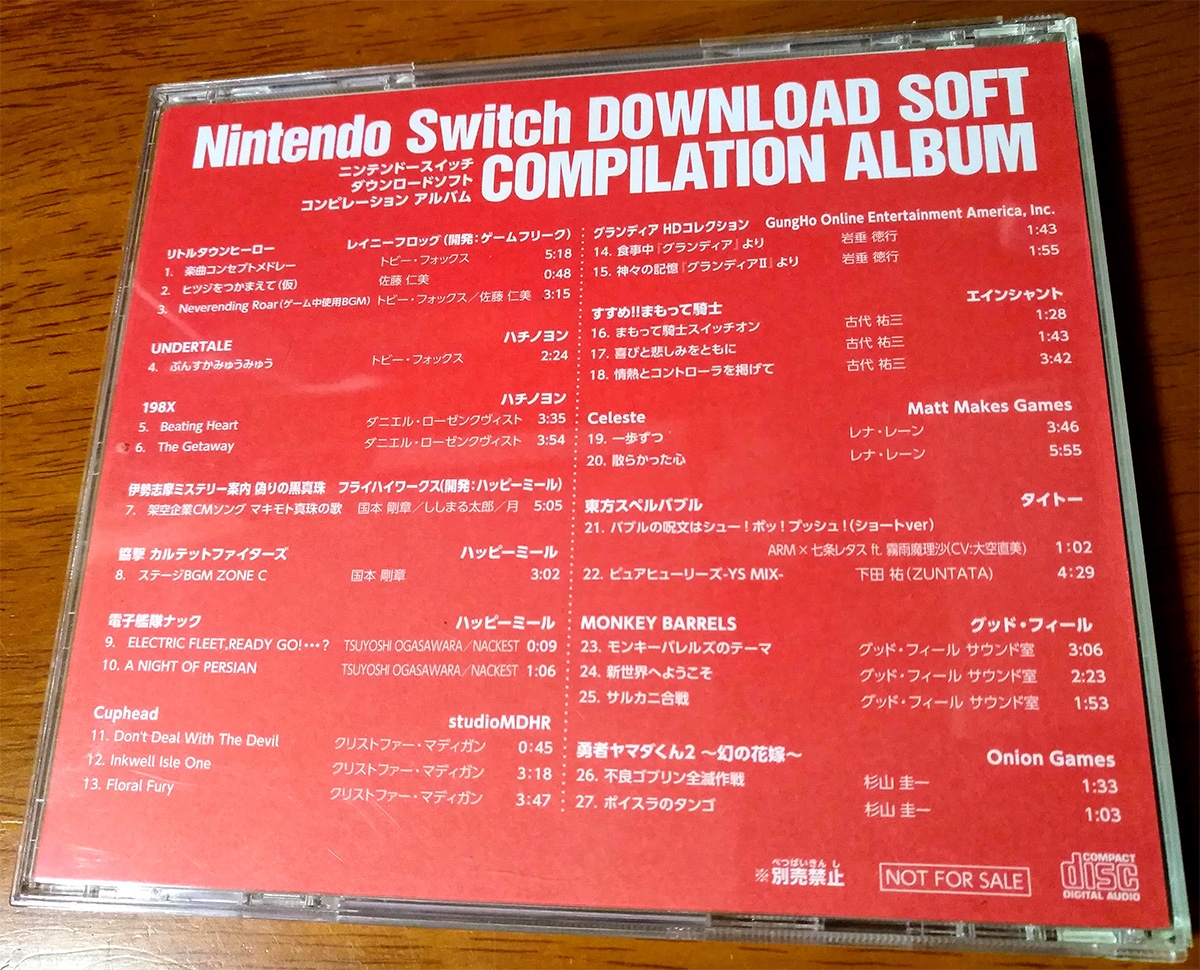 Nintendo Switch DOWNLOAD SOFT
COMPILATION ALBUM
ニンテンドースイッチ
ダウンロードソフト
コンピレーション アルバム
リトルタウンヒーロー レイニーフロッグ(開発:ゲームフリーク)
1. 楽曲コンセプトメドレー トビー・フォックス 5:18
2. ヒツジをつかまえて(仮) 佐藤 仁美 0:48
3. Neverending Roar(ゲーム中使用BGM) トビー・フォックス/佐藤 仁美 3:15
UNDERTALE ハチノヨン
4. ぶんすかみゅうみゅう トビー・フォックス 2:24
198X ハチノヨン
5. Beating Heart ダニエル・ローゼンクヴィスト 3:35
6. The Getaway ダニエル・ローゼンクヴィスト 3:54
伊勢志摩ミステリー案内 偽りの黒真珠 フライハイワークス(開発:ハッピーミール)
7. 架空企業CMソング マキモト真珠の歌 国本 剛章/ししまる太郎/月 5:05
協撃 カルテットファイターズ ハッピーミール
8. ステージBGM ZONE C 国本 剛章 3:02
電子艦隊ナック ハッピーミール
9. ELECTRIC FLEET,READY GO!・・・? TSUYOSHI OGASAWARA/NACKEST 0:09
10. A NIGHT OF PERSIAN TSUYOSHI OGASAWARA/NACKEST 1:06
Cuphead studioMDHR
11. Don't Deal With The Devil クリストファー・マディガン 0:45
12. Inkwell Isle One クリストファー・マディガン 3:18
13. Floral Fury クリストファー・マディガン 3:47
グランディア HDコレクション GungHo Online Entertainment America, Inc.
14. 食事中『グランディア』より 岩垂 徳行 1:43
15. 神々の記憶『グランディアII』より 岩垂 徳行 1:55
すすめ!!まもって騎士 エインシャント
16. まもって騎士スイッチオン 古代 祐三 1:28
17. 喜びと悲しみをともに 古代 祐三 1:43
18. 情熱とコントローラを掲げて 古代 祐三 3:42
Celeste Matt Makes Games
19. 一歩ずつ レナ・レーン 3:46
20. 散らかった心 レナ・レーン 5:55
東方スペルバブル タイトー
21. バブルの呪文はシュー!ポッ!プッシュ!(ショートver)
ARM×七条レタス ft. 霧雨魔理沙(CV:大空直美) 1:02
22. ピュアヒューリーズ-YS MIX- 下田 祐(ZUNTATA) 4:29
MONKEY BARRELS グッド・フィール
23. モンキーバレルズのテーマ グッド・フィール サウンド室 3:06
24. 新世界へようこそ グッド・フィール サウンド室 2:23
25. サルカニ合戦 グッド・フィール サウンド室 1:53
勇者ヤマダくん2 ~幻の花嫁~ Onion Games
26. 不良ゴブリン全滅作戦 杉山 圭一 1:33
27. ボイスラのタンゴ 杉山 圭一 1:03
べつばいきんし
※別売禁止
NOT FOR SALE
COMPACT
disc
DIGITAL AUDIO